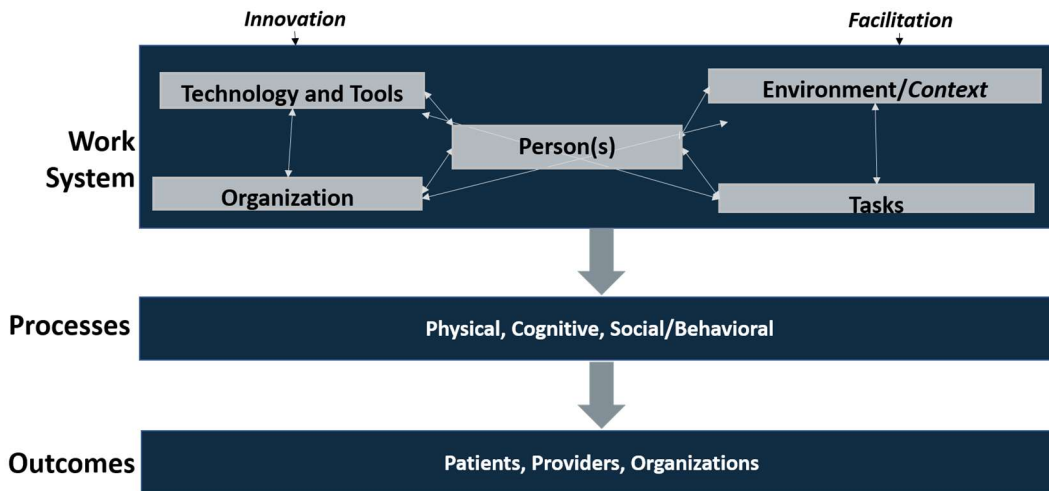 Innovation
Facilitation
Technology and Tools
Environment/Context
Person(s)
Work
System
Organization
Tasks
Processes
Physical, Cognitive, Social/Behavioral
Outcomes
Patients, Providers, Organizations